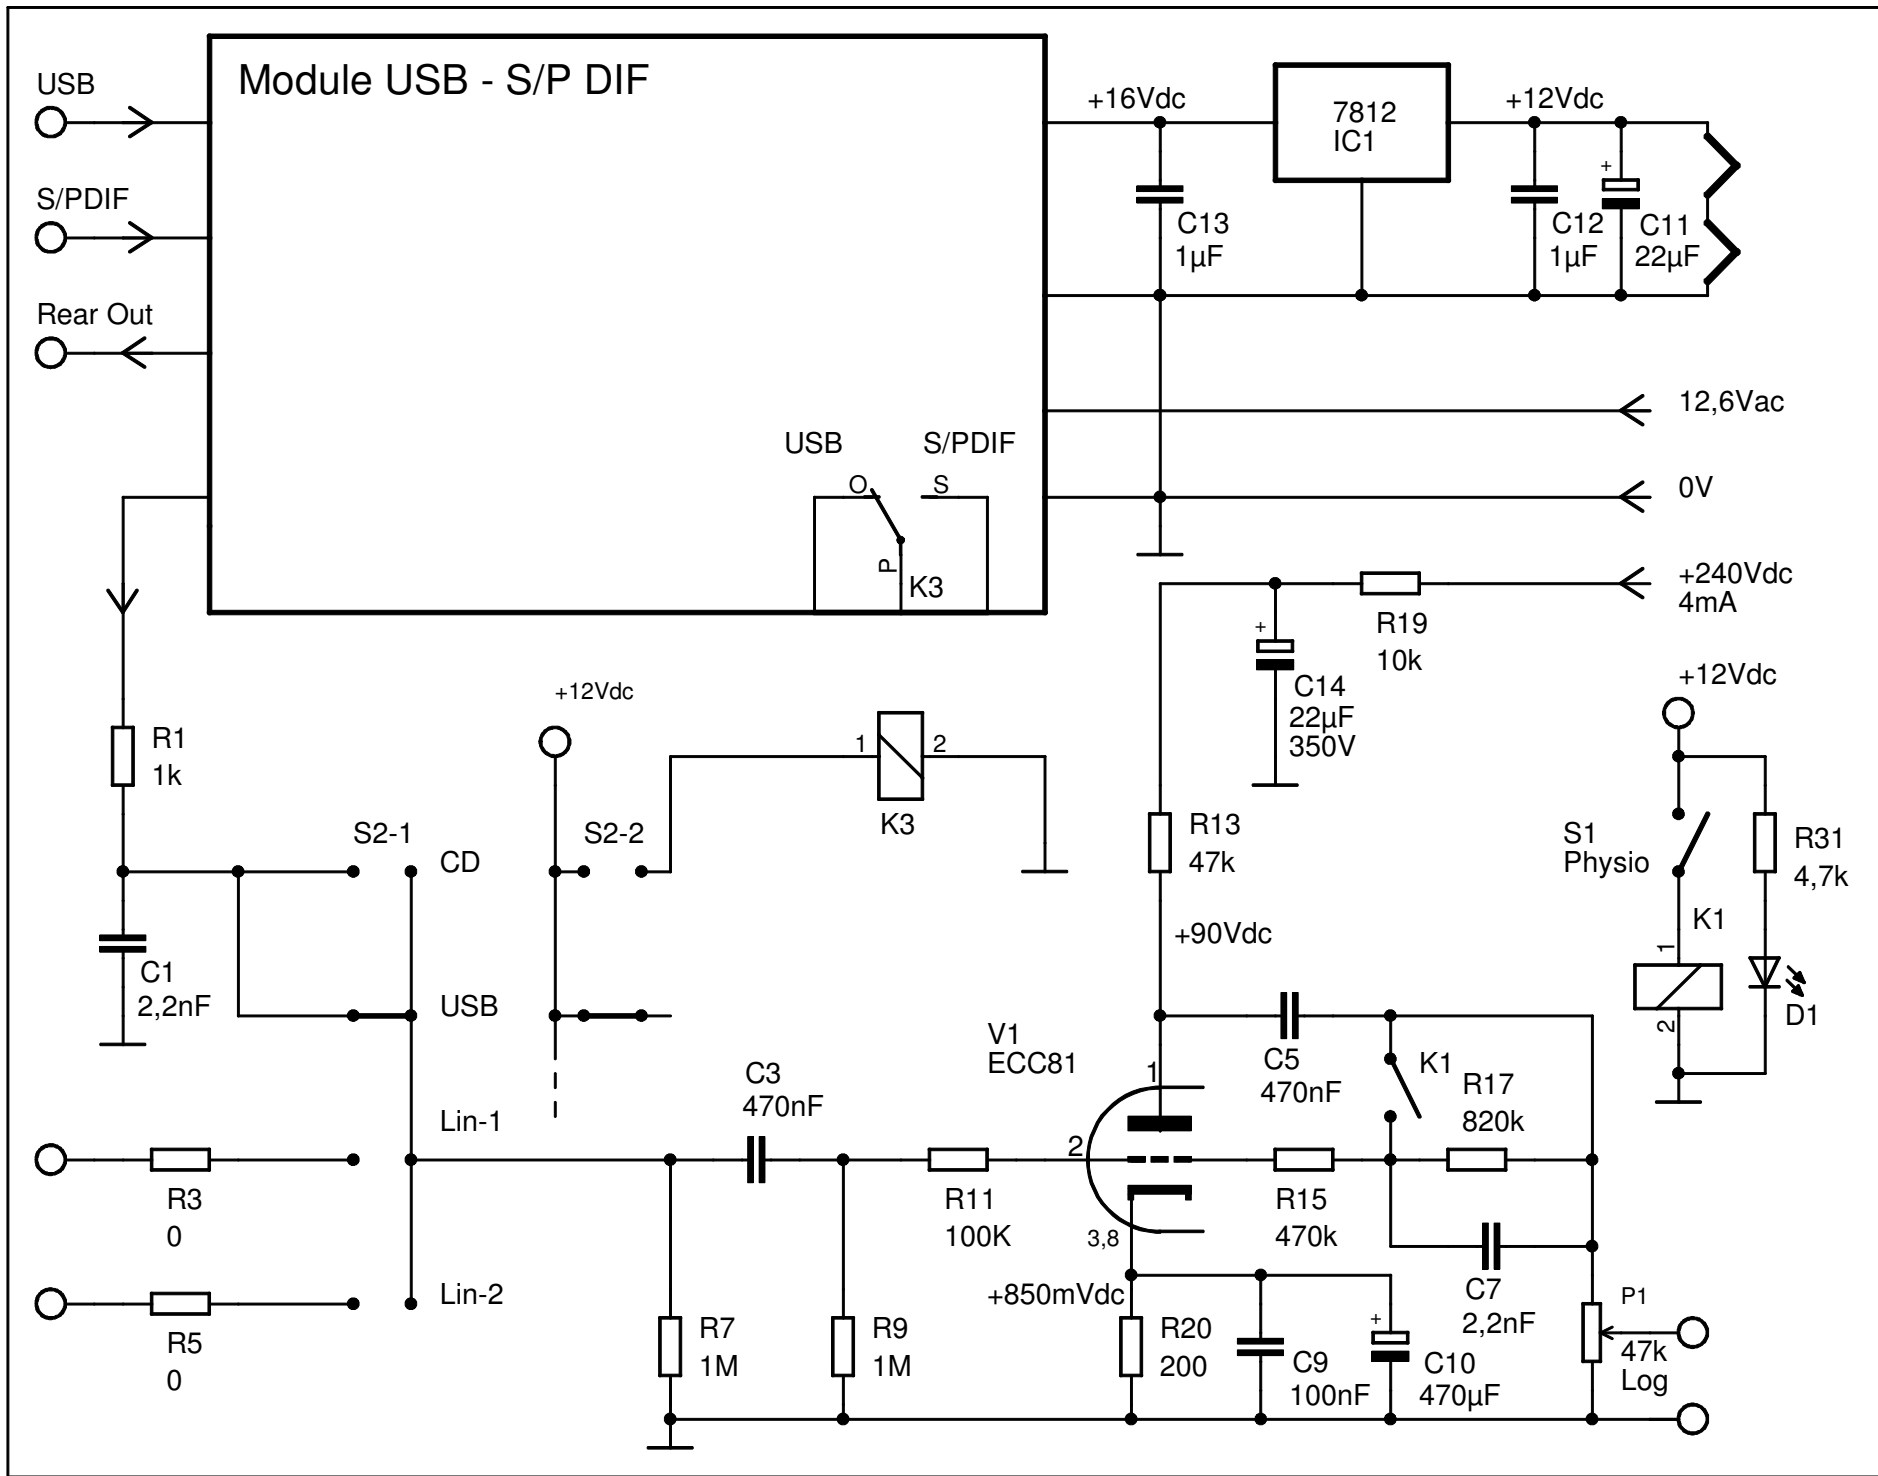 Module USB - S/P DIF
USB
S/PDIF
Rear Out
+16Vdc
7812
IC1
+12Vdc
C13
1µF
C12
1µF
+
C11
22µF
12,6Vac
USB
S/PDIF
O
S
P
K3
0V
+240Vdc
4mA
R19
10k
+
C14
22µF
350V
+12Vdc
+12Vdc
R1
1k
1
2
K3
S2-1
CD
S2-2
R13
47k
S1
Physio
R31
4,7k
+90Vdc
K1
1
2
D1
C1
2,2nF
USB
V1
ECC81
1
C5
470nF
K1
R17
820k
C3
470nF
Lin-1
2
R3
0
R11
100K
3,8
R15
470k
Lin-2
+850mVdc
C7
2,2nF
P1
47k
Log
R5
0
R7
1M
R9
1M
R20
200
C9
100nF
+
C10
470µF